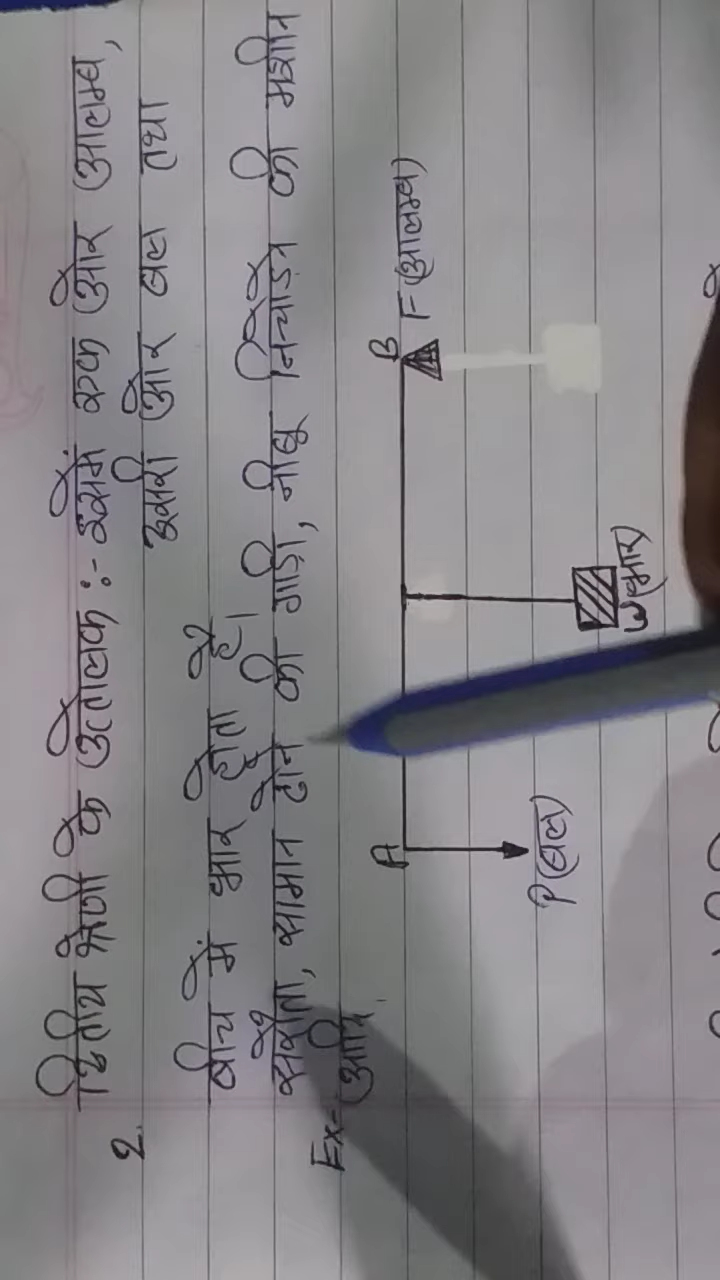 2. द्वितीय श्रेणी के उत्तोलक :- इसमें एक ओर आलम्ब,
दूसरी ओर बल तथा
बीच में भार होता है।
Ex- सरौता, सामान ढोने की गाड़ी, नींबू निचोड़ने की मशीन
आदि.
A
B
F (आलम्ब)
W (भार)
P (बल)